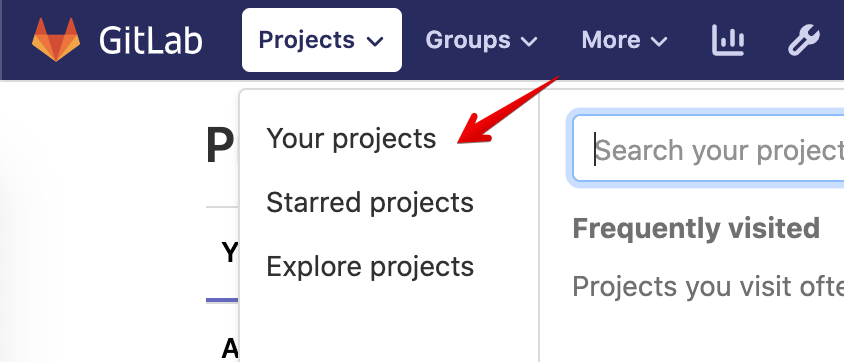 GitLab Projects Groups More
Your projects
Starred projects
Explore projects
Search your project
Frequently visited
Projects you visit ofte
P
Y
A